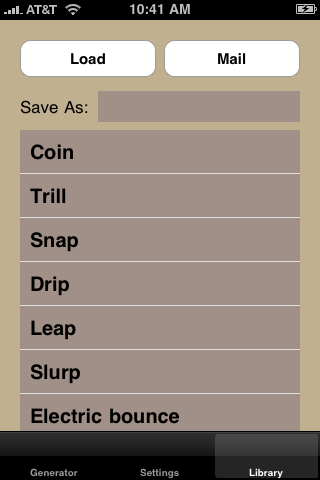 AT&T 10:41 AM
Load Mail
Save As:
Coin
Trill
Snap
Drip
Leap
Slurp
Electric bounce
Generator Settings Library